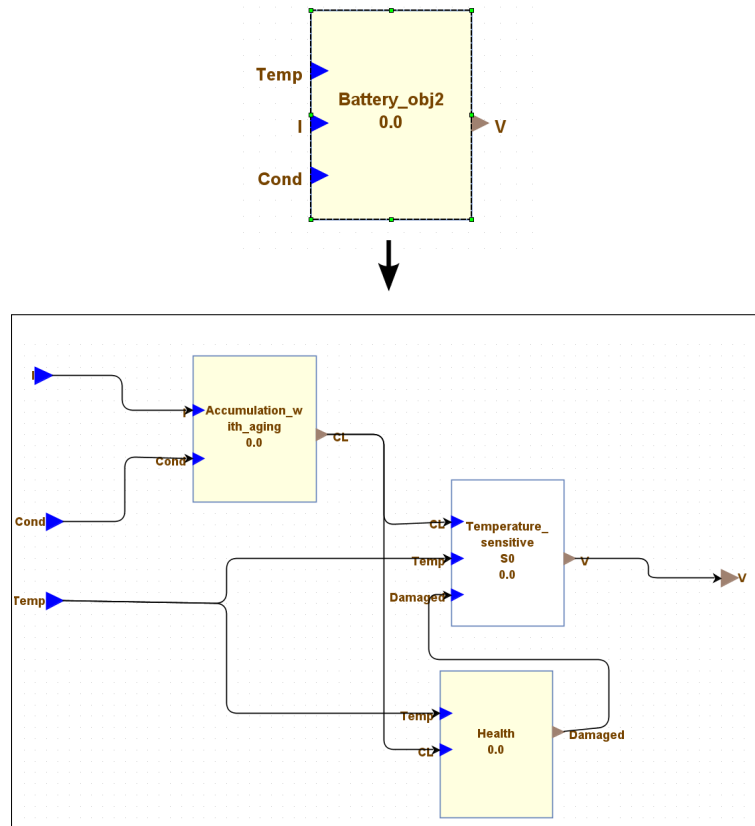 Temp
Battery_obj2
0.0
I
V
Cond
I
Accumulation_w
ith_aging
0.0
I
CL
Cond
Cond
CL
Temperature_
sensitive
S0
0.0
Temp
V
V
Damaged
Temp
Temp
Health
0.0
Damaged
CL